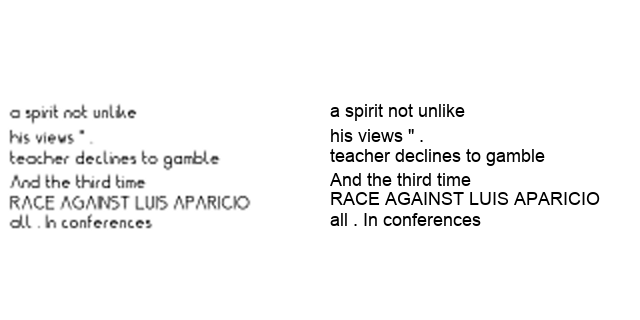 a spirit not unlike
his views " .
teacher declines to gamble
And the third time
RACE AGAINST LUIS APARICIO
all . In conferences
a spirit not unlike
his views " .
teacher declines to gamble
And the third time
RACE AGAINST LUIS APARICIO
all . In conferences